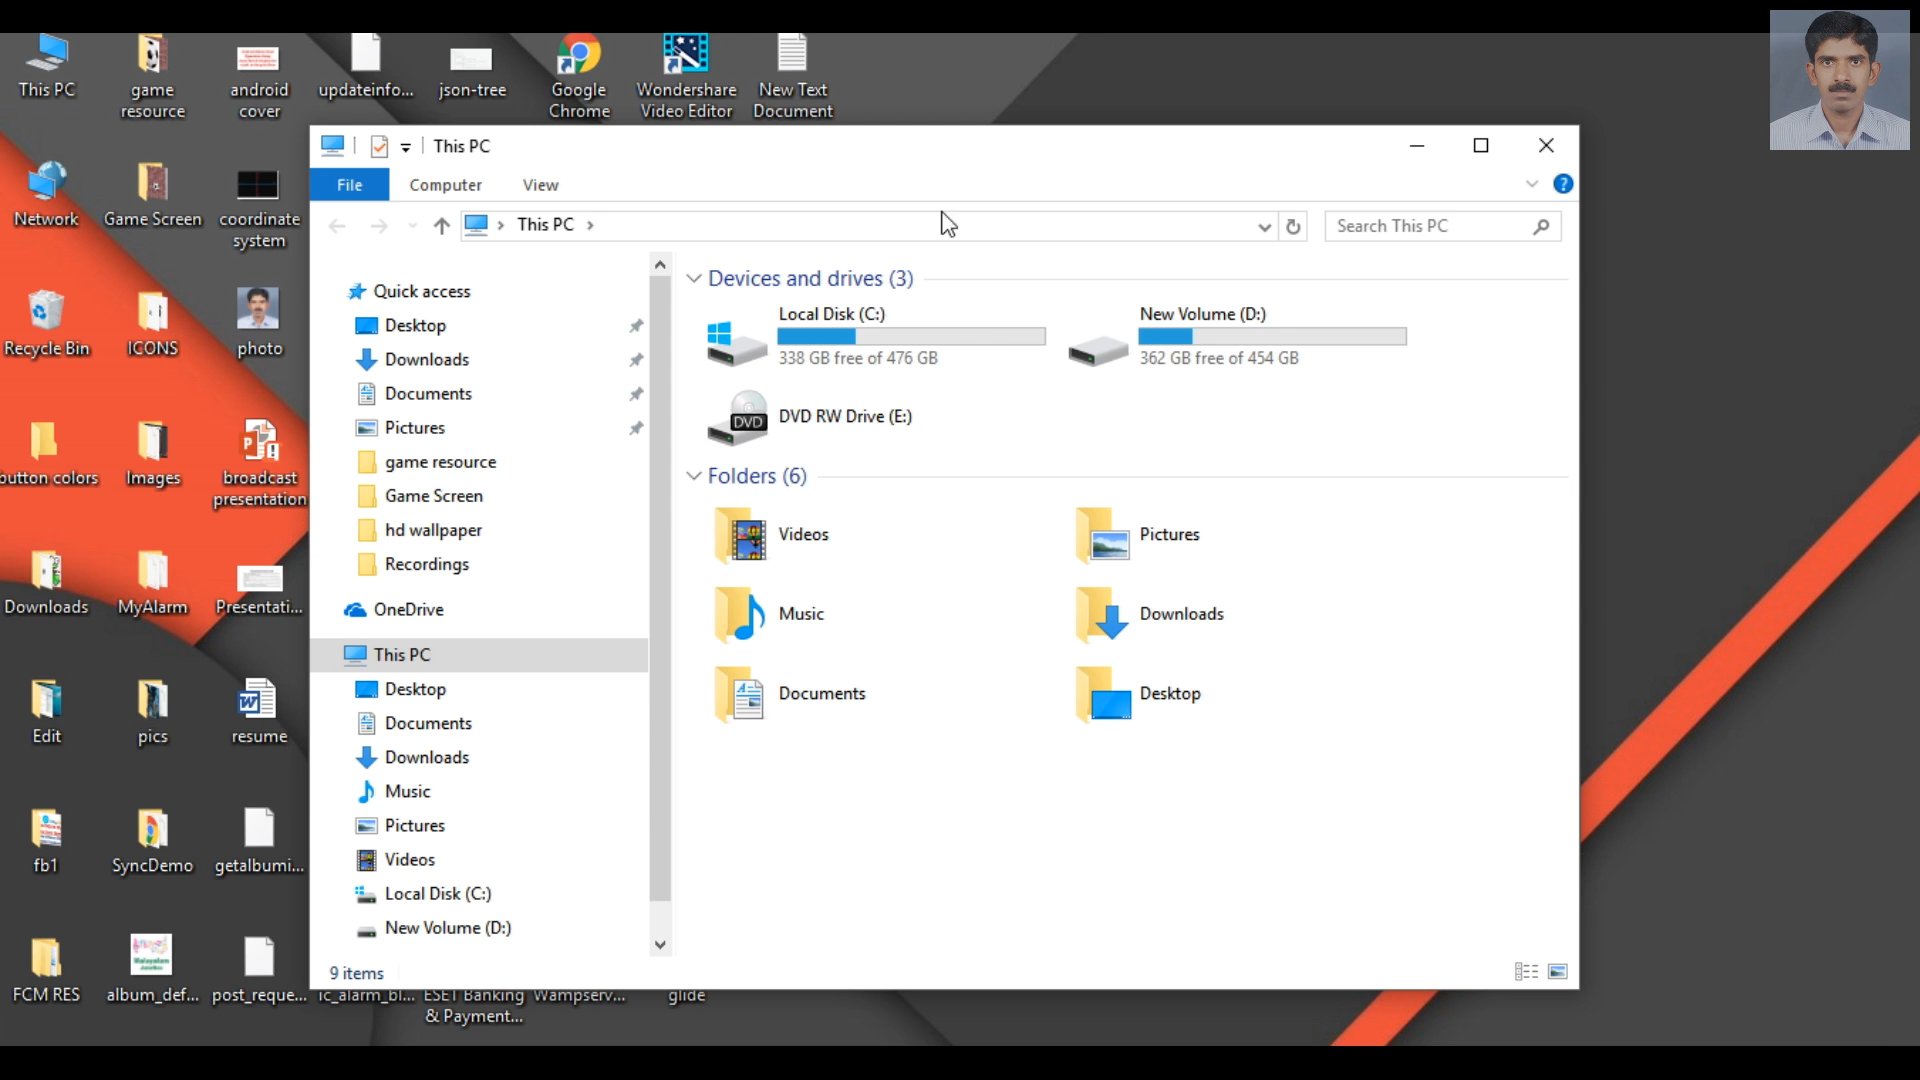 This PC
game
resource
android
cover
updateinfo...
json-tree
Google
Chrome
Wondershare
Video Editor
New Text
Document
Network
Game Screen
coordinate
system
Recycle Bin
ICONS
photo
button colors
Images
broadcast
presentation
Downloads
MyAlarm
Presentati...
Edit
pics
resume
fb1
SyncDemo
getalbumi...
FCM RES
album_def...
post_reque...
ic_alarm_bl...
ESET Banking
& Payment...
Wampserv...
glide
This PC
File
Computer
View
This PC
Search This PC
Quick access
Desktop
Downloads
Documents
Pictures
game resource
Game Screen
hd wallpaper
Recordings
OneDrive
This PC
Desktop
Documents
Downloads
Music
Pictures
Videos
Local Disk (C:)
New Volume (D:)
Devices and drives (3)
Local Disk (C:)
338 GB free of 476 GB
New Volume (D:)
362 GB free of 454 GB
DVD
DVD RW Drive (E:)
Folders (6)
Videos
Pictures
Music
Downloads
Documents
Desktop
9 items